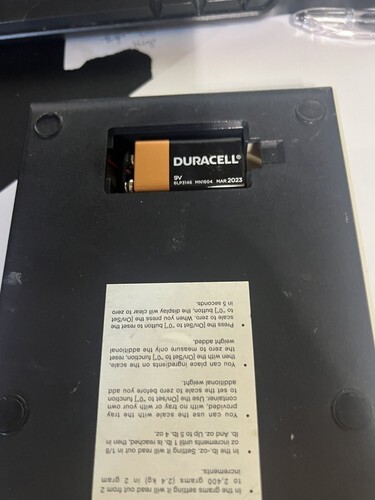 DURACELL®
9V
6LP3146 MN1604 MAR 2023
• In the grams setting it will read out from 2
to 2,400 grams (2.4 kg) in 2 gram
increments.
• In the lb./oz. Setting it will read out in 1/8
oz increments until 1 lb. is reached, then in
lb. And oz. Up to 5 lb. 4 oz.
• You can use the scale with the tray
provided, or with no tray or with you own
container. Use the [On/Set to "0"] function
to set the scale to zero before you add
additional weight.
• You can place ingredients on the scale,
then with the [On/Set to "0"] function, reset
the zero to measure only the additional
weight added.
• Press the [On/Set to "0"] button to reset the
scale to zero. When you press the [On/Set
to "0"], button, the display will clear to zero
in 5 seconds.